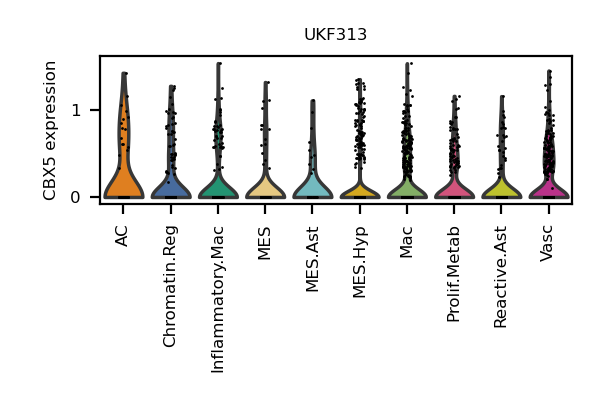 UKF313
CBX5 expression
1
0
AC
Chromatin.Reg
Inflammatory.Mac
MES
MES.Ast
MES.Hyp
Mac
Prolif.Metab
Reactive.Ast
Vasc